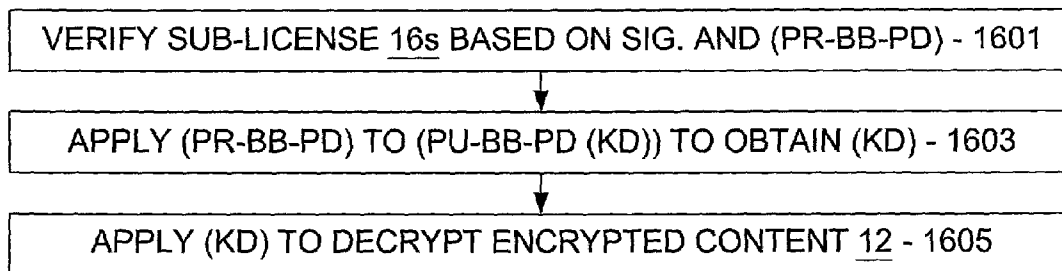 VERIFY SUB-LICENSE 16s BASED ON SIG. AND (PR-BB-PD) - 1601
APPLY (PR-BB-PD) TO (PU-BB-PD (KD)) TO OBTAIN (KD) - 1603
APPLY (KD) TO DECRYPT ENCRYPTED CONTENT 12 - 1605